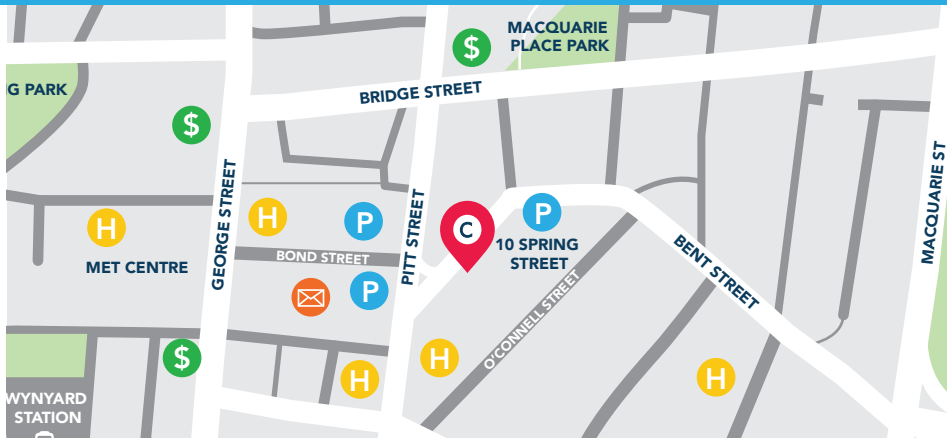 MACQUARIE
PLACE PARK
$
G PARK
BRIDGE STREET
$
GEORGE STREET
MACQUARIE ST
PITT STREET
H
H
P
C
P
10 SPRING
STREET
MET CENTRE
BOND STREET
BENT STREET
P
O'CONNELL STREET
$
H
H
H
WYNYARD
STATION